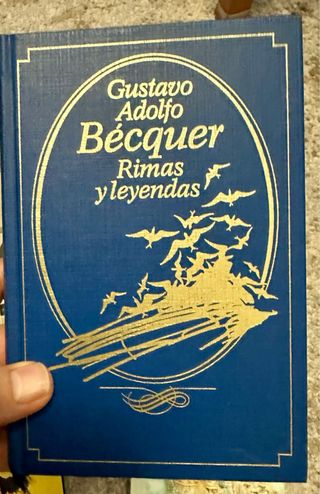 Gustavo
Adolfo
Bécquer
Rimas
y leyendas